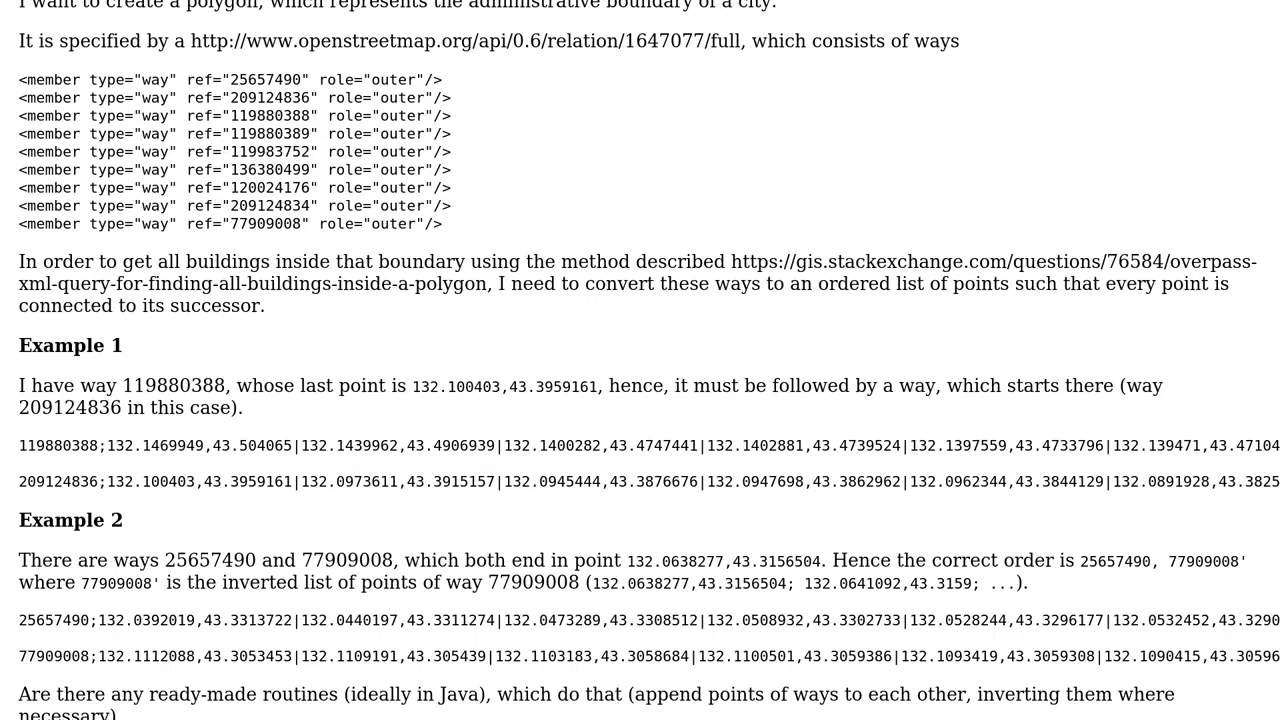 I want to create a polygon, which represents the administrative boundary of a city.
It is specified by a http://www.openstreetmap.org/api/0.6/relation/1647077/full, which consists of ways
<member type="way" ref="25657490" role="outer"/>
<member type="way" ref="209124836" role="outer"/>
<member type="way" ref="119880388" role="outer"/>
<member type="way" ref="119880389" role="outer"/>
<member type="way" ref="119983752" role="outer"/>
<member type="way" ref="136380499" role="outer"/>
<member type="way" ref="120024176" role="outer"/>
<member type="way" ref="209124834" role="outer"/>
<member type="way" ref="77909008" role="outer"/>
In order to get all buildings inside that boundary using the method described https://gis.stackexchange.com/questions/76584/overpass-
xml-query-for-finding-all-buildings-inside-a-polygon, I need to convert these ways to an ordered list of points such that every point is
connected to its successor.
Example 1
I have way 119880388, whose last point is 132.100403,43.3959161, hence, it must be followed by a way, which starts there (way
209124836 in this case).
119880388;132.1469949,43.504065|132.1439962,43.4906939|132.1400282,43.4747441|132.1402881,43.4739524|132.1397559,43.4733796|132.139471,43.47104
209124836;132.100403,43.3959161|132.0973611,43.3915157|132.0945444,43.3876676|132.0947698,43.3862962|132.0962344,43.3844129|132.0891928,43.3825
Example 2
There are ways 25657490 and 77909008, which both end in point 132.0638277,43.3156504. Hence the correct order is 25657490, 77909008'
where 77909008' is the inverted list of points of way 77909008 (132.0638277,43.3156504; 132.0641092,43.3159; ...).
25657490;132.0392019,43.3313722|132.0440197,43.3311274|132.0473289,43.3308512|132.0508932,43.3302733|132.0528244,43.3296177|132.0532452,43.3290
77909008;132.1112088,43.3053453|132.1109191,43.305439|132.1103183,43.3058684|132.1100501,43.3059386|132.1093419,43.3059308|132.1090415,43.30596
Are there any ready-made routines (ideally in Java), which do that (append points of ways to each other, inverting them where
necessary)